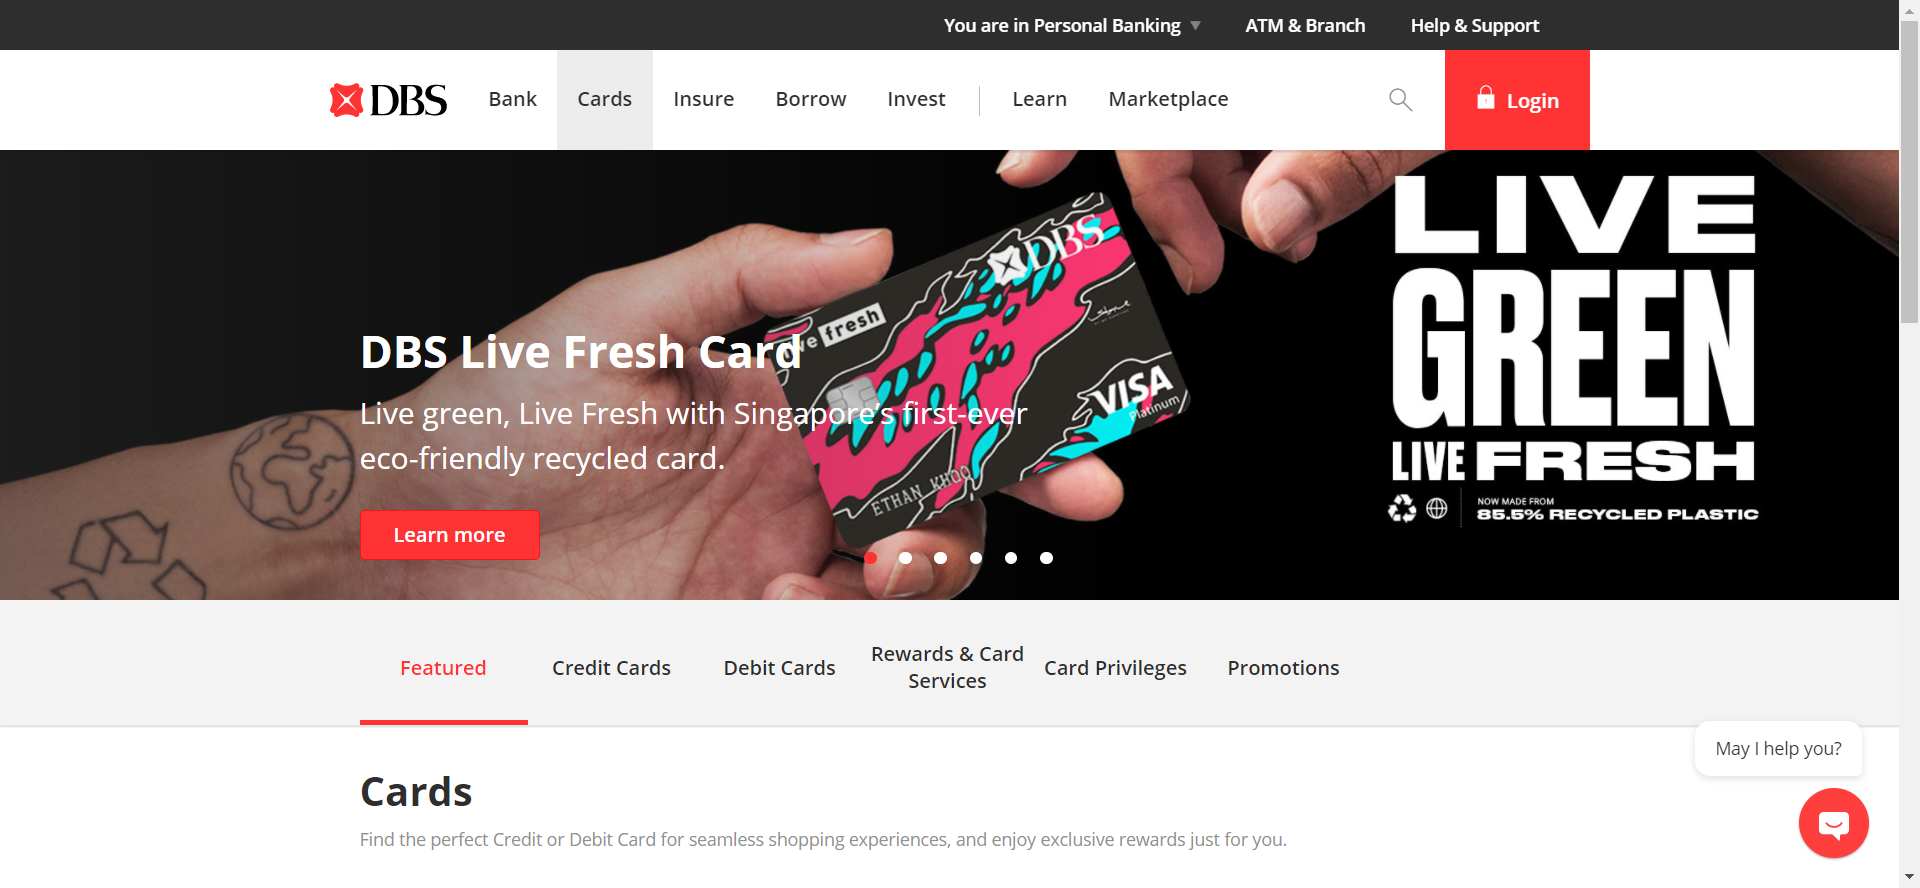 You are in Personal Banking
ATM & Branch
Help & Support
DBS
Bank
Cards
Insure
Borrow
Invest
Learn
Marketplace
Login
DBS
fresh
VISA
Platinum
ETHAN KHOO
DBS Live Fresh Card
Live green, Live Fresh with Singapore's first-ever
eco-friendly recycled card.
Learn more
LIVE
GREEN
LIVE FRESH
NOW MADE FROM
85.5% RECYCLED PLASTIC
Featured
Credit Cards
Debit Cards
Rewards & Card
Services
Card Privileges
Promotions
Cards
Find the perfect Credit or Debit Card for seamless shopping experiences, and enjoy exclusive rewards just for you.
May I help you?